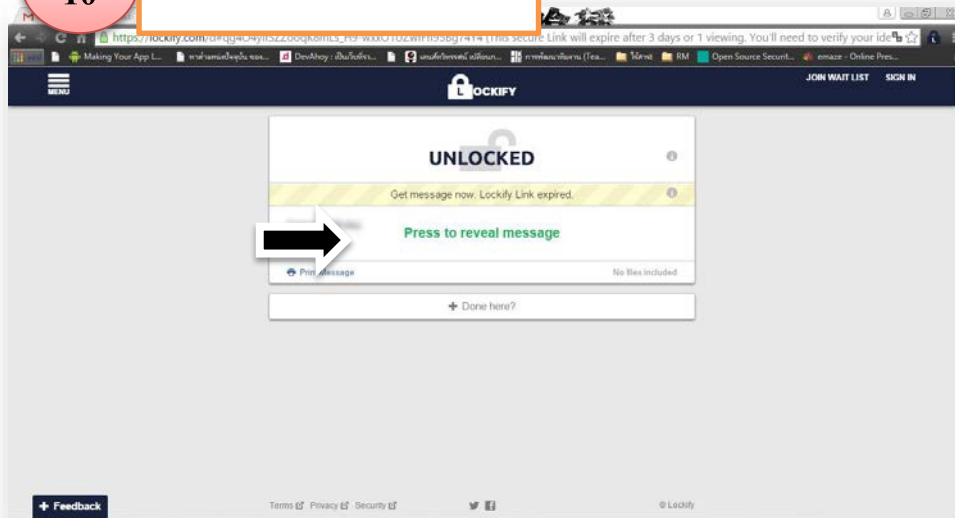 10
https://lockify.com/
(This secure Link will expire after 3 days or 1 viewing. You'll need to verify your ide
Making Your App L...
DevAhoy :
(Tea...
RM
Open Source Securit...
emaze - Online Pres...
MENU
LOCKIFY
JOIN WAIT LIST SIGN IN
UNLOCKED
Get message now. Lockify Link expired.
Press to reveal message
Print Message
No files included
+ Done here?
+ Feedback
Terms Privacy Security
© Lockify